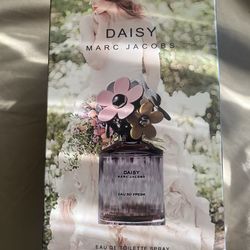 DAISY
MARC JACOBS
DAISY
MARC JACOBS
EAU SO FRESH
EAU DE TOILETTE SPRAY